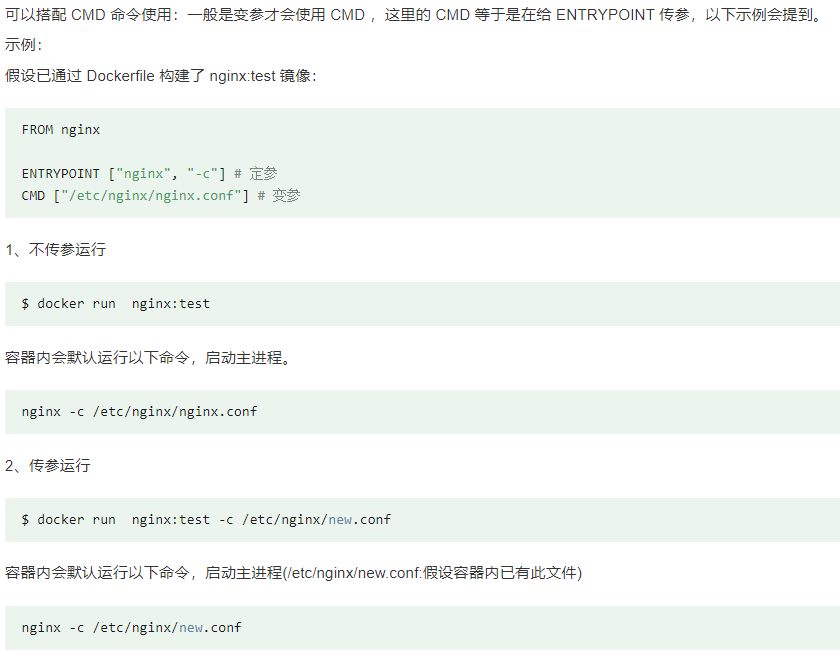 可以搭配 CMD 命令使用：一般是变参才会使用 CMD ，这里的 CMD 等于是在给 ENTRYPOINT 传参，以下示例会提到。
示例：
假设已通过 Dockerfile 构建了 nginx:test 镜像：
FROM nginx
ENTRYPOINT ["nginx", "-c"] # 定参
CMD ["/etc/nginx/nginx.conf"] # 变参
1、不传参运行
$ docker run  nginx:test
容器内会默认运行以下命令，启动主进程。
nginx -c /etc/nginx/nginx.conf
2、传参运行
$ docker run  nginx:test -c /etc/nginx/new.conf
容器内会默认运行以下命令，启动主进程(/etc/nginx/new.conf:假设容器内已有此文件)
nginx -c /etc/nginx/new.conf